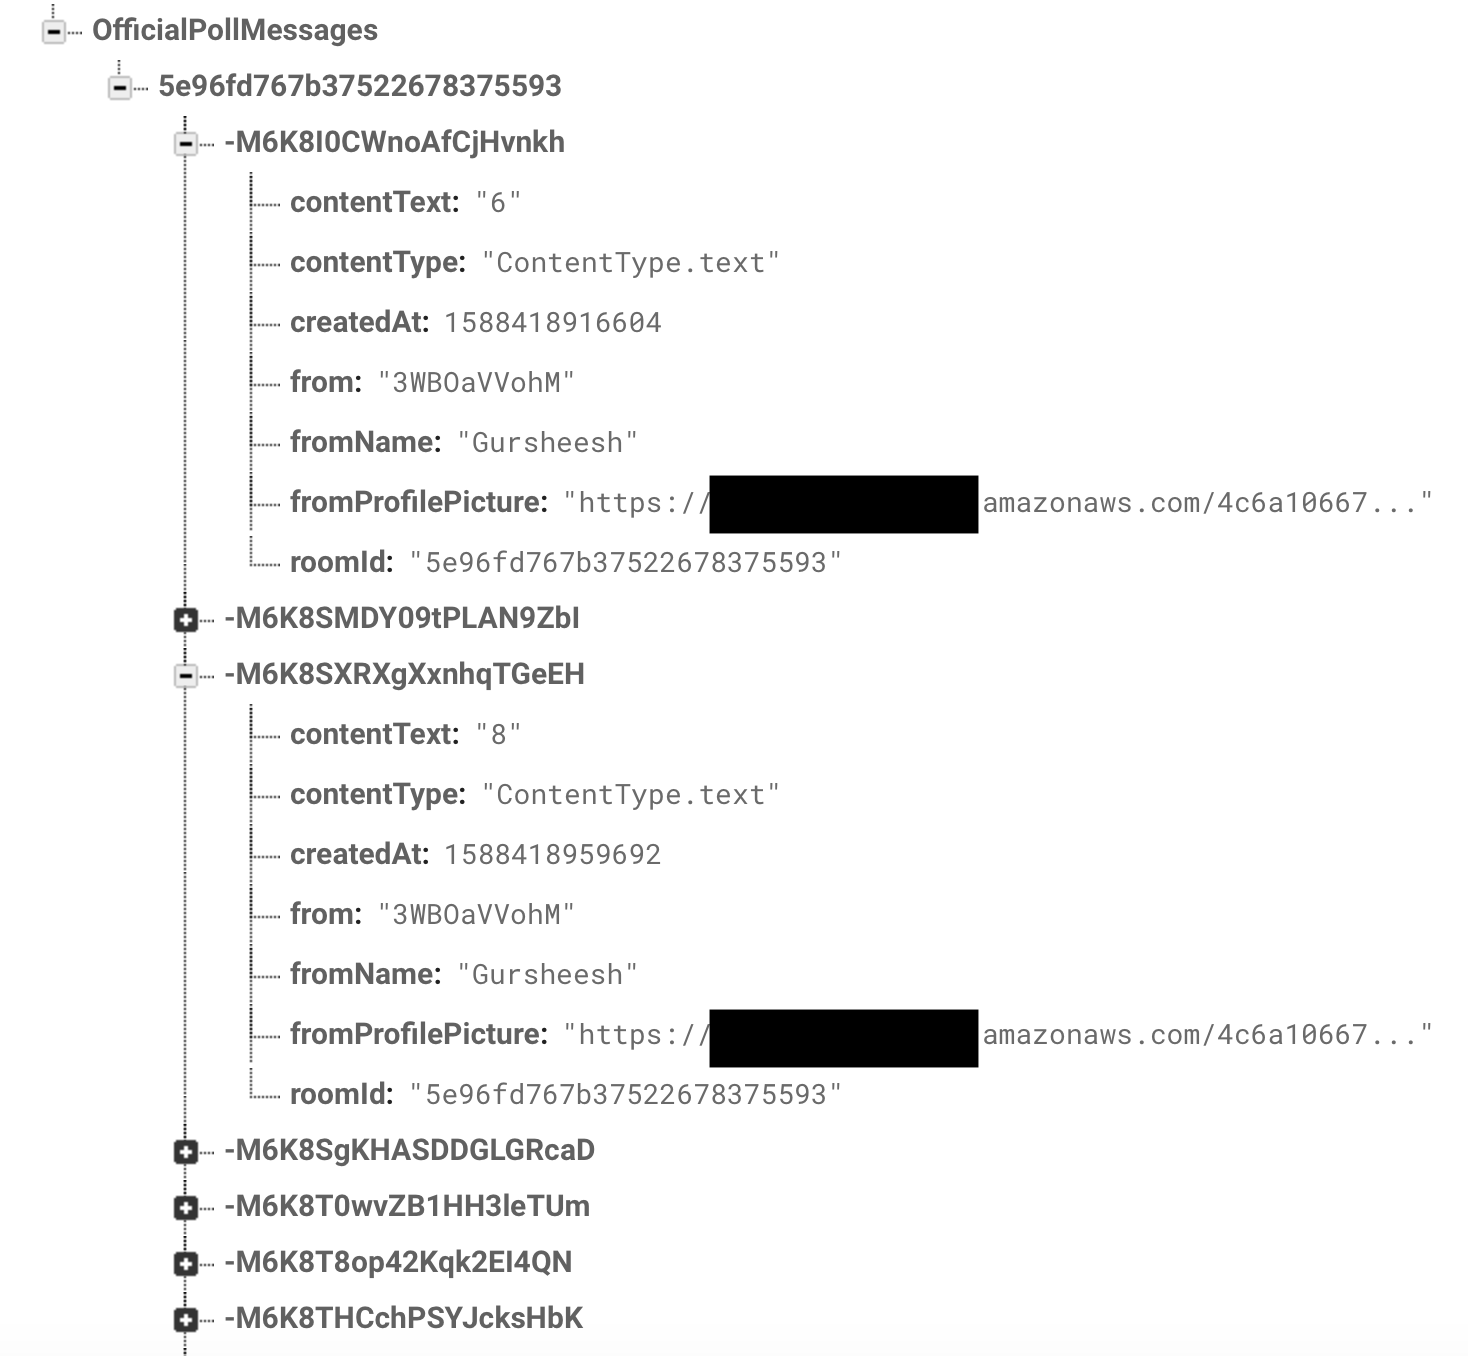 OfficialPollMessages
5e96fd767b37522678375593
-M6K8I0CWnoAfCjHvnkh
contentText: "6"
contentType: "ContentType.text"
createdAt: 1588418916604
from: "3WBOaVVohM"
fromName: "Gursheesh"
fromProfilePicture: "https:// amazonaws.com/4c6a10667..."
roomId: "5e96fd767b37522678375593"
-M6K8SMDY09tPLAN9ZbI
-M6K8SXRXgXxnhqTGeEH
contentText: "8"
contentType: "ContentType.text"
createdAt: 1588418959692
from: "3WBOaVVohM"
fromName: "Gursheesh"
fromProfilePicture: "https:// amazonaws.com/4c6a10667..."
roomId: "5e96fd767b37522678375593"
-M6K8SgKHASDDGLGRcaD
-M6K8T0wvZB1HH3leTUm
-M6K8T8op42Kqk2EI4QN
-M6K8THCchPSYJcksHbK